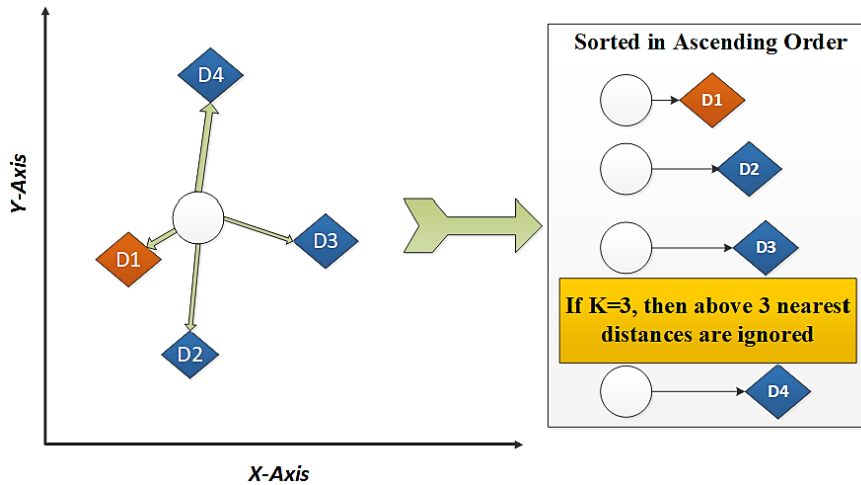 Y-Axis
X-Axis
D4
D1
D3
D2
Sorted in Ascending Order
D1
D2
D3
If K=3, then above 3 nearest
distances are ignored
D4